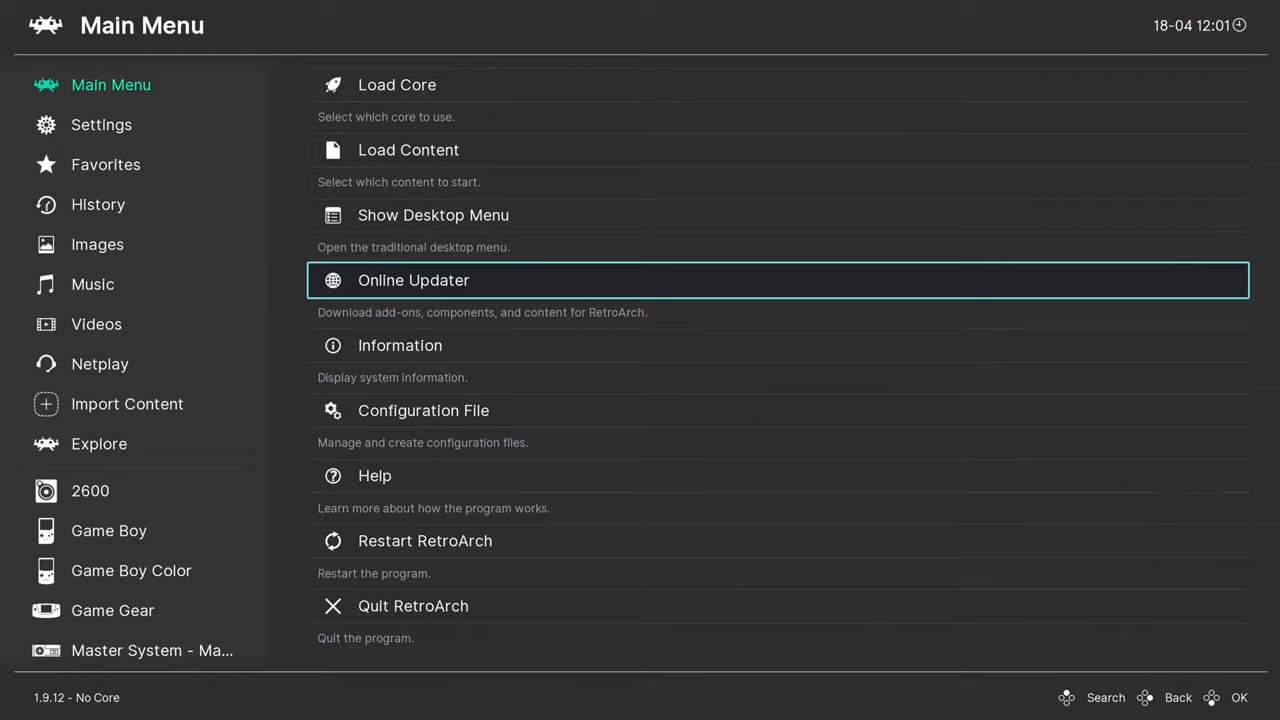 Main Menu
18-04 12:01
Main Menu
Settings
Favorites
History
Images
Music
Videos
Netplay
Import Content
Explore
2600
Game Boy
Game Boy Color
Game Gear
Master System - Ma...
Load Core
Select which core to use.
Load Content
Select which content to start.
Show Desktop Menu
Open the traditional desktop menu.
Online Updater
Download add-ons, components, and content for RetroArch.
Information
Display system information.
Configuration File
Manage and create configuration files.
Help
Learn more about how the program works.
Restart RetroArch
Restart the program.
Quit RetroArch
Quit the program.
1.9.12 - No Core
Search
Back
OK